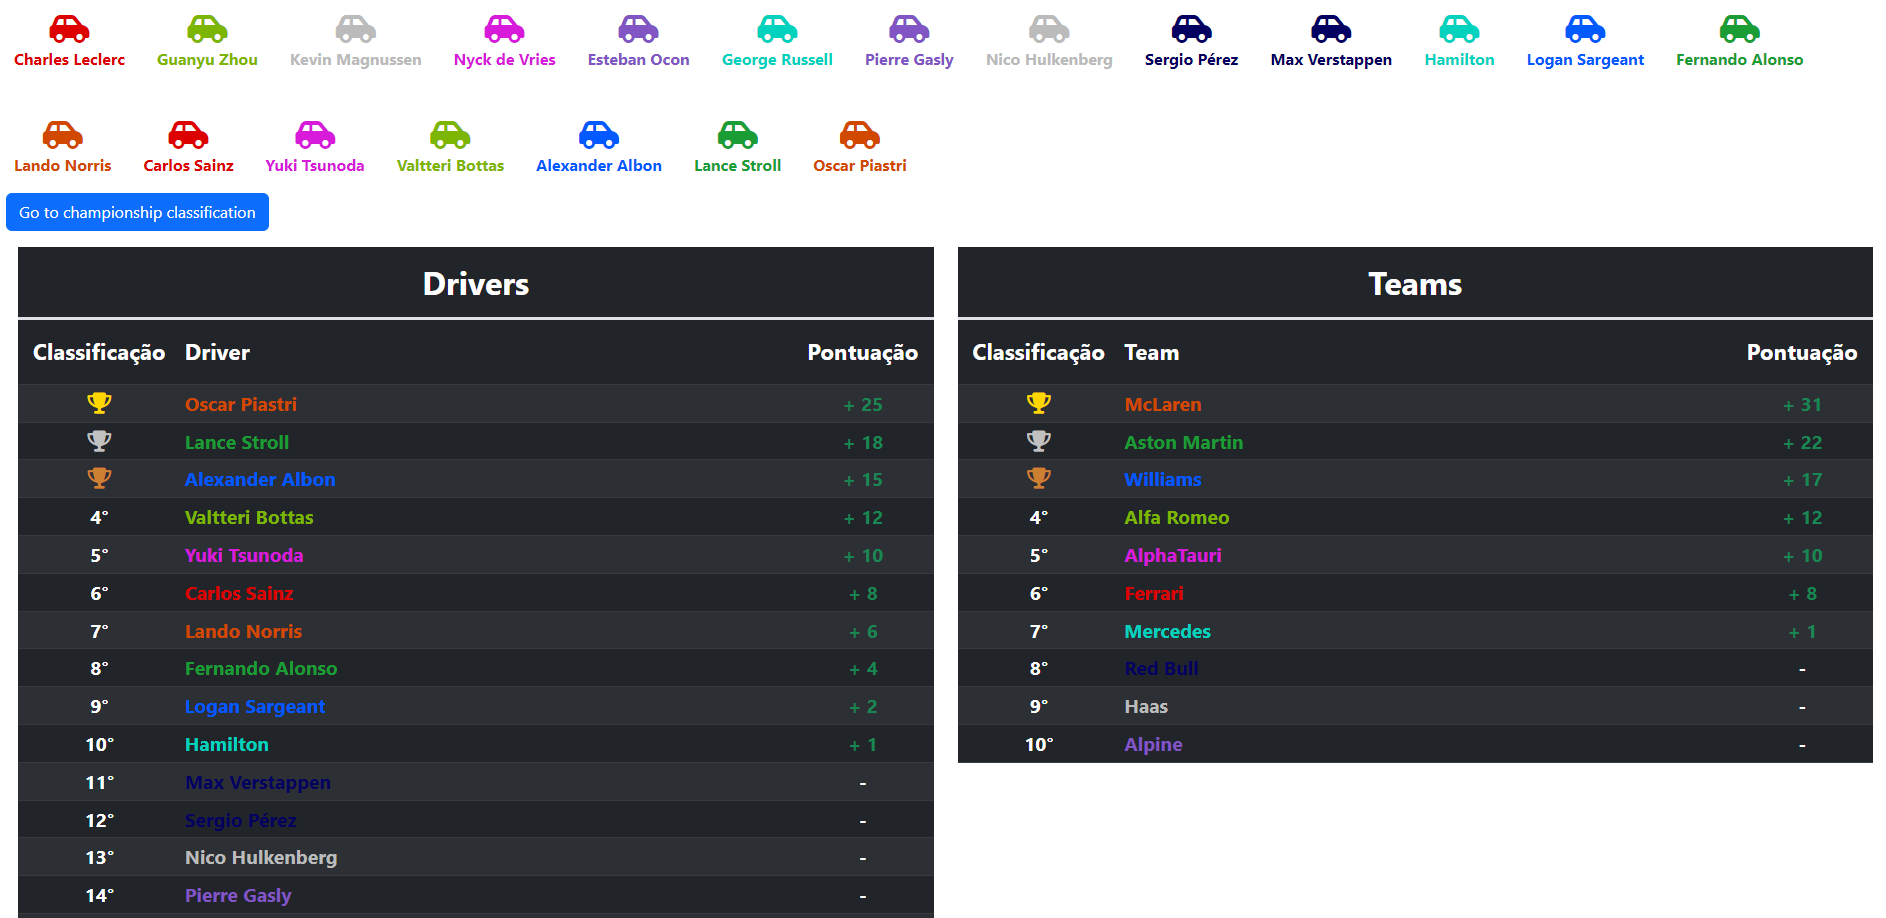 Charles Leclerc Guanyu Zhou Kevin Magnussen Nyck de Vries Esteban Ocon George Russell Pierre Gasly Nico Hulkenberg Sergio Pérez Max Verstappen Hamilton Logan Sargeant Fernando Alonso
Lando Norris Carlos Sainz Yuki Tsunoda Valtteri Bottas Alexander Albon Lance Stroll Oscar Piastri
Go to championship classification
Drivers
Classificação Driver Pontuação
Oscar Piastri + 25
Lance Stroll + 18
Alexander Albon + 15
4° Valtteri Bottas + 12
5° Yuki Tsunoda + 10
6° Carlos Sainz + 8
7° Lando Norris + 6
8° Fernando Alonso + 4
9° Logan Sargeant + 2
10° Hamilton + 1
11° Max Verstappen -
12° Sergio Pérez -
13° Nico Hulkenberg -
14° Pierre Gasly -
Teams
Classificação Team Pontuação
McLaren + 31
Aston Martin + 22
Williams + 17
4° Alfa Romeo + 12
5° AlphaTauri + 10
6° Ferrari + 8
7° Mercedes + 1
8° Red Bull -
9° Haas -
10° Alpine -